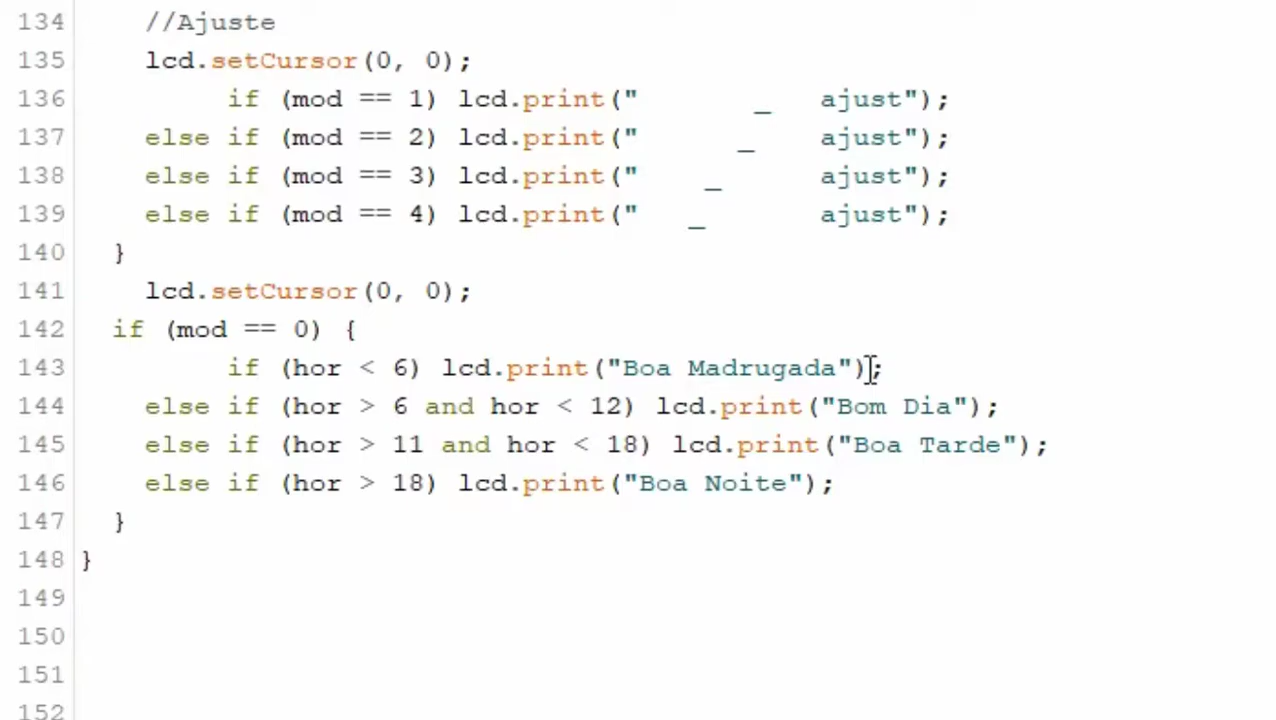 134 //Ajuste
135 lcd.setCursor(0, 0);
136 if (mod == 1) lcd.print("       _   ajust");
137 else if (mod == 2) lcd.print("      _    ajust");
138 else if (mod == 3) lcd.print("    _      ajust");
139 else if (mod == 4) lcd.print("   _       ajust");
140 }
141 lcd.setCursor(0, 0);
142 if (mod == 0) {
143 if (hor < 6) lcd.print("Boa Madrugada");
144 else if (hor > 6 and hor < 12) lcd.print("Bom Dia");
145 else if (hor > 11 and hor < 18) lcd.print("Boa Tarde");
146 else if (hor > 18) lcd.print("Boa Noite");
147 }
148 }
149
150
151
152